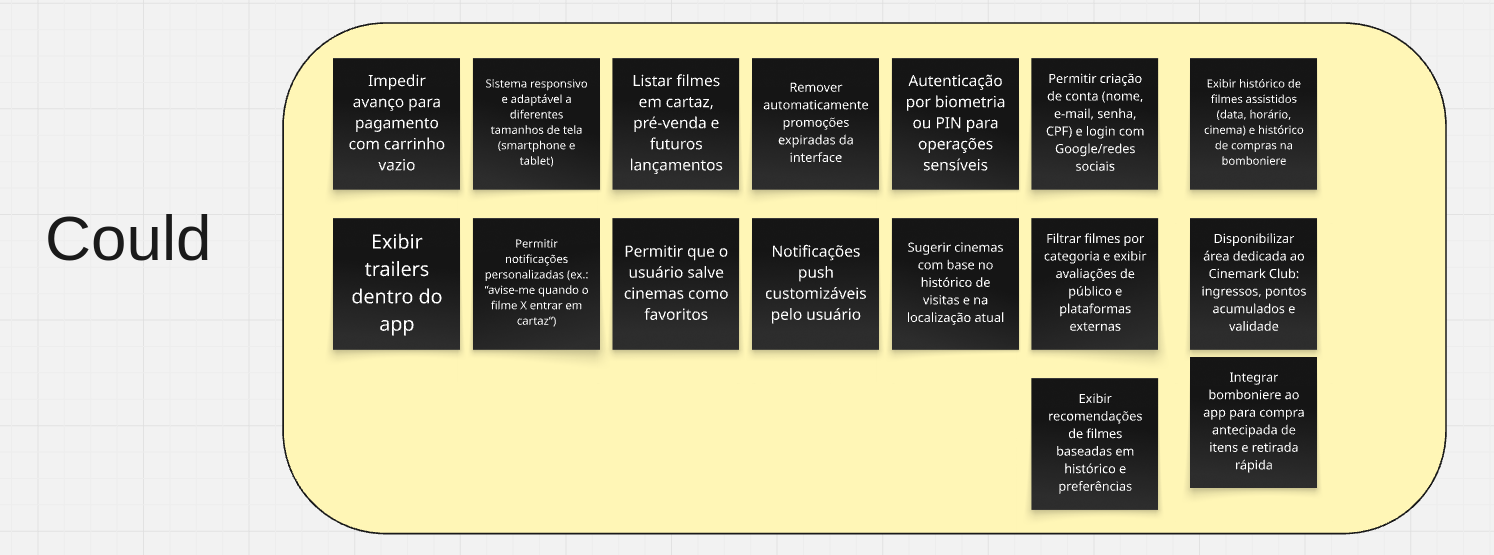 Could
Impedir
avanço para
pagamento
com carrinho
vazio
Sistema responsivo
e adaptável a
diferentes
tamanhos de tela
(smartphone e
tablet)
Listar filmes
em cartaz,
pré-venda e
futuros
lançamentos
Remover
automaticamente
promoções
expiradas da
interface
Autenticação
por biometria
ou PIN para
operações
sensíveis
Permitir criação
de conta (nome,
e-mail, senha,
CPF) e login com
Google/redes
sociais
Exibir histórico de
filmes assistidos
(data, horário,
cinema) e histórico
de compras na
bomboniere
Exibir
trailers
dentro do
app
Permitir
notificações
personalizadas (ex.:
“avise-me quando o
filme X entrar em
cartaz”)
Permitir que o
usuário salve
cinemas como
favoritos
Notificações
push
customizáveis
pelo usuário
Sugerir cinemas
com base no
histórico de
visitas e na
localização atual
Filtrar filmes por
categoria e exibir
avaliações de
público e
plataformas
externas
Disponibilizar
área dedicada ao
Cinemark Club:
ingressos, pontos
acumulados e
validade
Exibir
recomendações
de filmes
baseadas em
histórico e
preferências
Integrar
bomboniere ao
app para compra
antecipada de
itens e retirada
rápida